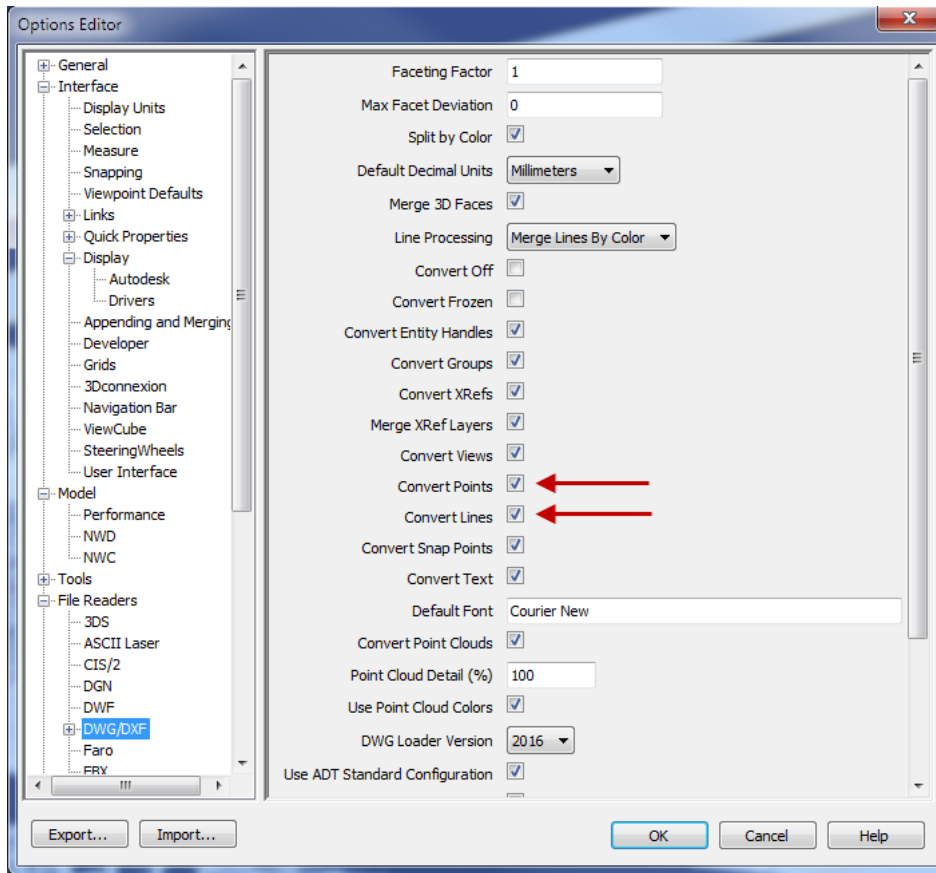 Options Editor
General
Interface
Display Units
Selection
Measure
Snapping
Viewpoint Defaults
Links
Quick Properties
Display
Autodesk
Drivers
Appending and Merging
Developer
Grids
3Dconnexion
Navigation Bar
ViewCube
SteeringWheels
User Interface
Model
Performance
NWD
NWC
Tools
File Readers
3DS
ASCII Laser
CIS/2
DGN
DWF
DWG/DXF
Faro
FBX
Faceting Factor 1
Max Facet Deviation 0
Split by Color
Default Decimal Units Millimeters
Merge 3D Faces
Line Processing Merge Lines By Color
Convert Off
Convert Frozen
Convert Entity Handles
Convert Groups
Convert XRefs
Merge XRef Layers
Convert Views
Convert Points
Convert Lines
Convert Snap Points
Convert Text
Default Font Courier New
Convert Point Clouds
Point Cloud Detail (%) 100
Use Point Cloud Colors
DWG Loader Version 2016
Use ADT Standard Configuration
Export... Import... OK Cancel Help